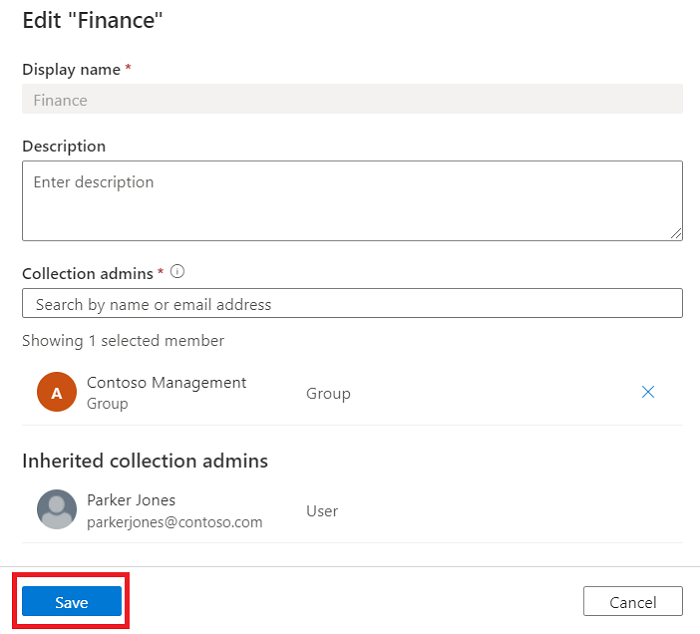 Edit "Finance"
Display name *
Finance
Description
Enter description
Collection admins *
Search by name or email address
Showing 1 selected member
A
Contoso Management
Group
Group
Inherited collection admins
Parker Jones
parkerjones@contoso.com
User
Save
Cancel